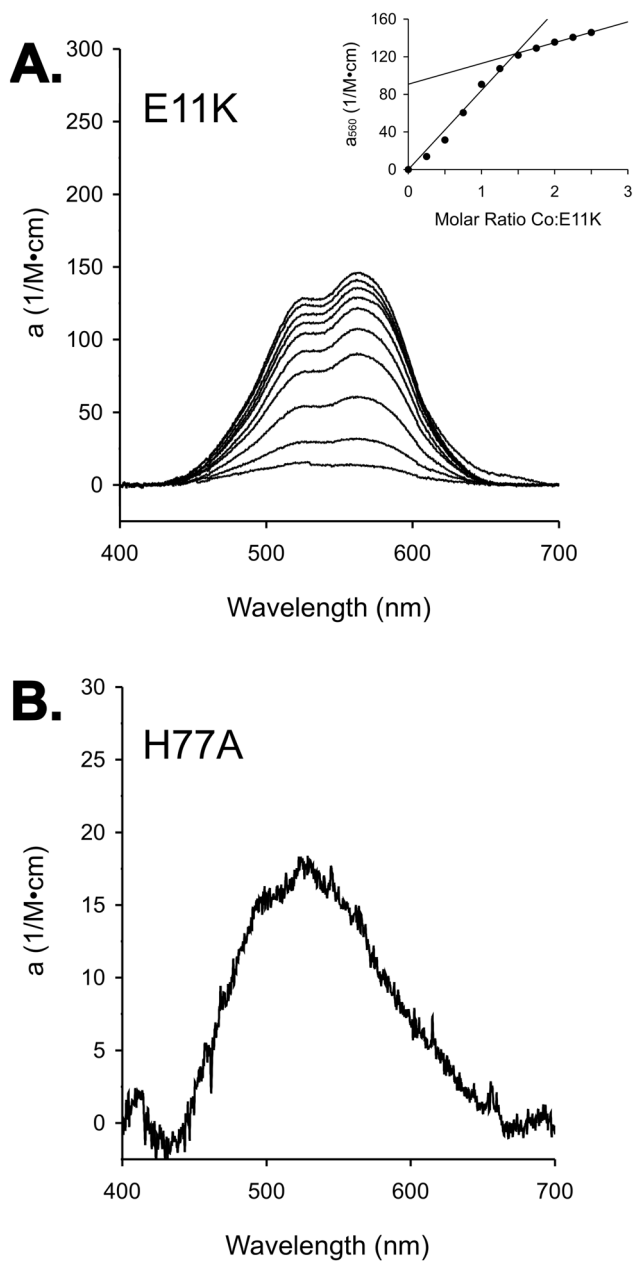 A.
E11K
300
250
200
150
100
50
0
a (1/M•cm)
400 500 600 700
Wavelength (nm)
160
120
80
40
0
a560 (1/M•cm)
0 1 2 3
Molar Ratio Co:E11K
B.
H77A
30
25
20
15
10
5
0
a (1/M•cm)
400 500 600 700
Wavelength (nm)